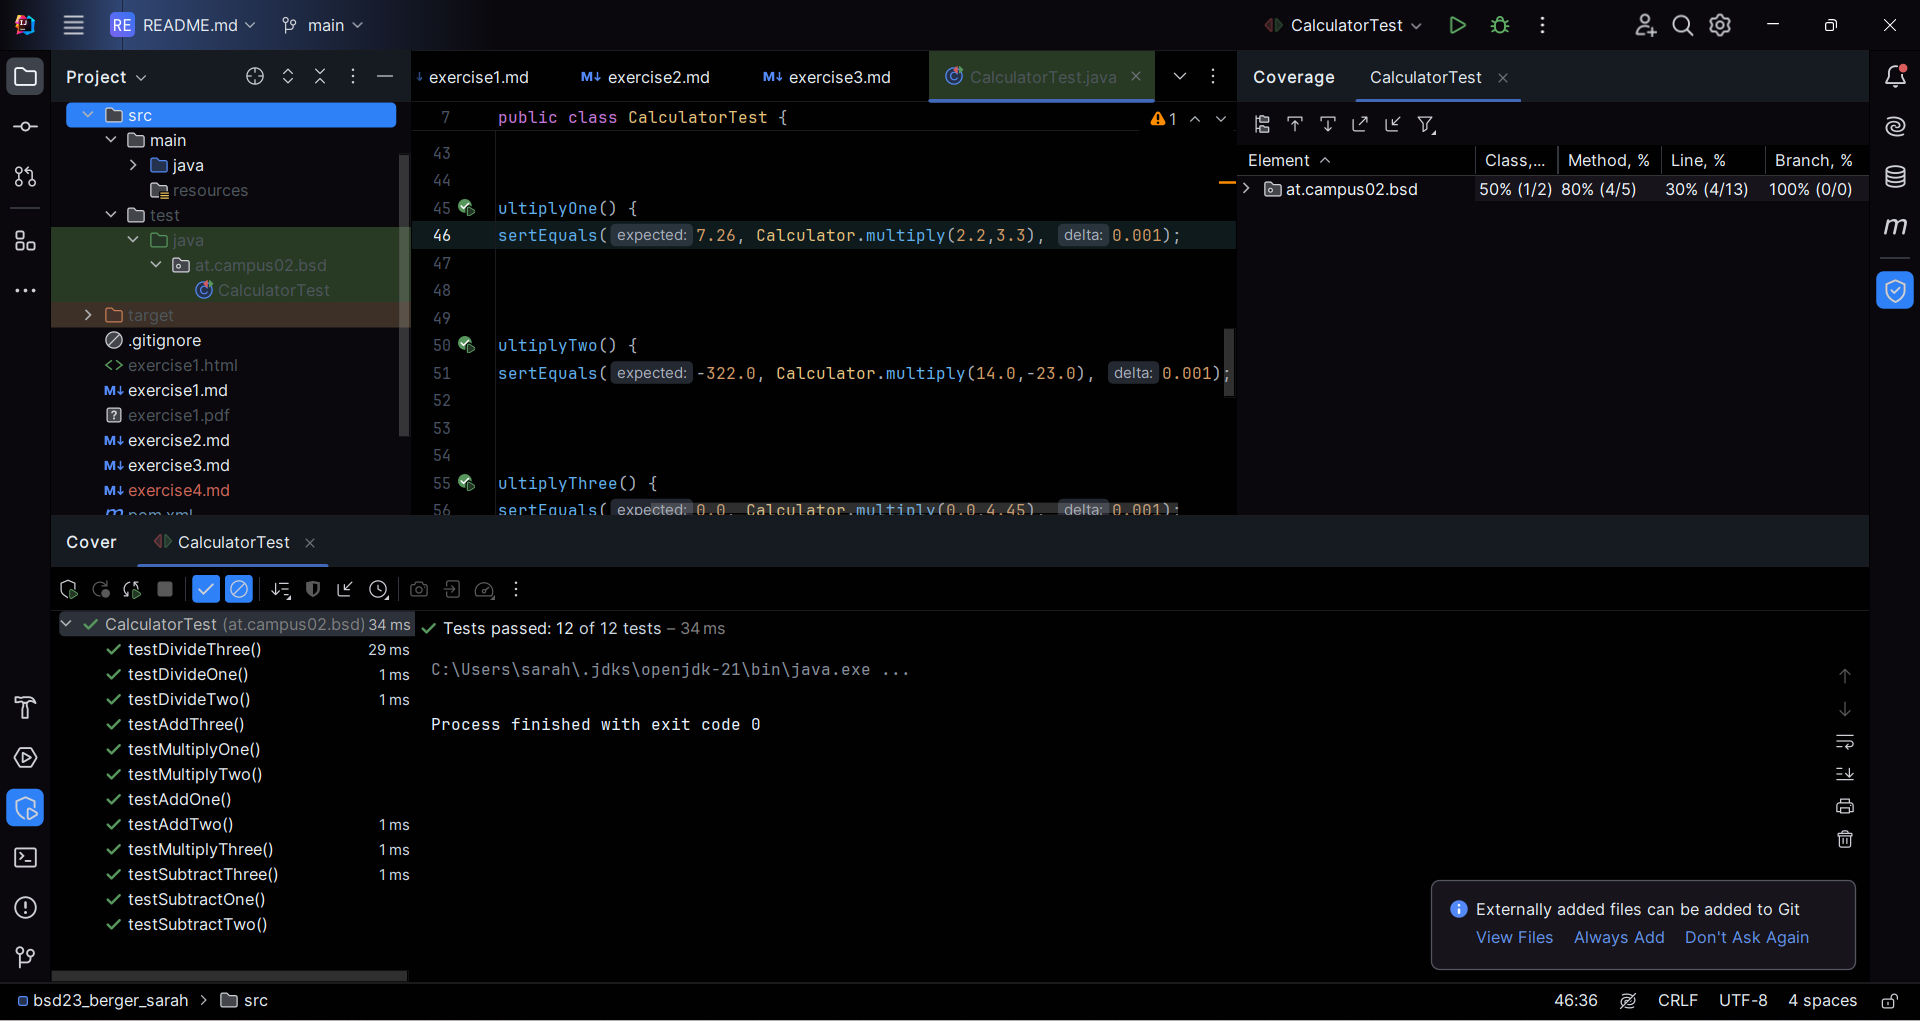 RE README.md main CalculatorTest
Project
src
main
java
resources
test
java
at.campus02.bsd
CalculatorTest
target
.gitignore
<> exercise1.html
M↓ exercise1.md
? exercise1.pdf
M↓ exercise2.md
M↓ exercise3.md
M↓ exercise4.md
m pom.xml
exercise1.md M↓ exercise2.md M↓ exercise3.md CalculatorTest.java
7 public class CalculatorTest {
1
43
44
45 ultiplyOne() {
46 sertEquals( expected: 7.26, Calculator.multiply(2.2,3.3), delta: 0.001);
47
48
49
50 ultiplyTwo() {
51 sertEquals( expected: -322.0, Calculator.multiply(14.0,-23.0), delta: 0.001);
52
53
54
55 ultiplyThree() {
56 sertEquals( expected: 0.0, Calculator.multiply(0.0,4.45), delta: 0.001);
Coverage CalculatorTest
Element Class,... Method, % Line, % Branch, %
at.campus02.bsd 50% (1/2) 80% (4/5) 30% (4/13) 100% (0/0)
m
Cover CalculatorTest
CalculatorTest (at.campus02.bsd) 34 ms
testDivideThree() 29 ms
testDivideOne() 1 ms
testDivideTwo() 1 ms
testAddThree()
testMultiplyOne()
testMultiplyTwo()
testAddOne()
testAddTwo() 1 ms
testMultiplyThree() 1 ms
testSubtractThree() 1 ms
testSubtractOne()
testSubtractTwo()
Tests passed: 12 of 12 tests – 34 ms
C:\Users\sarah\.jdks\openjdk-21\bin\java.exe ...
Process finished with exit code 0
Externally added files can be added to Git
View Files Always Add Don't Ask Again
bsd23_berger_sarah > src
46:36 CRLF UTF-8 4 spaces